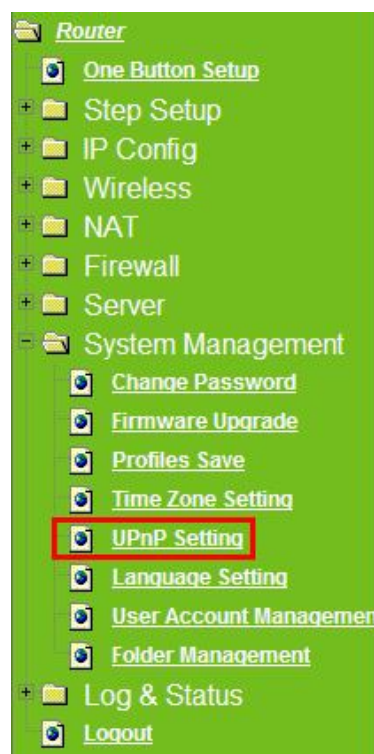 Router
One Button Setup
Step Setup
IP Config
Wireless
NAT
Firewall
Server
System Management
Change Password
Firmware Upgrade
Profiles Save
Time Zone Setting
UPnP Setting
Language Setting
User Account Managemen
Folder Management
Log & Status
Logout